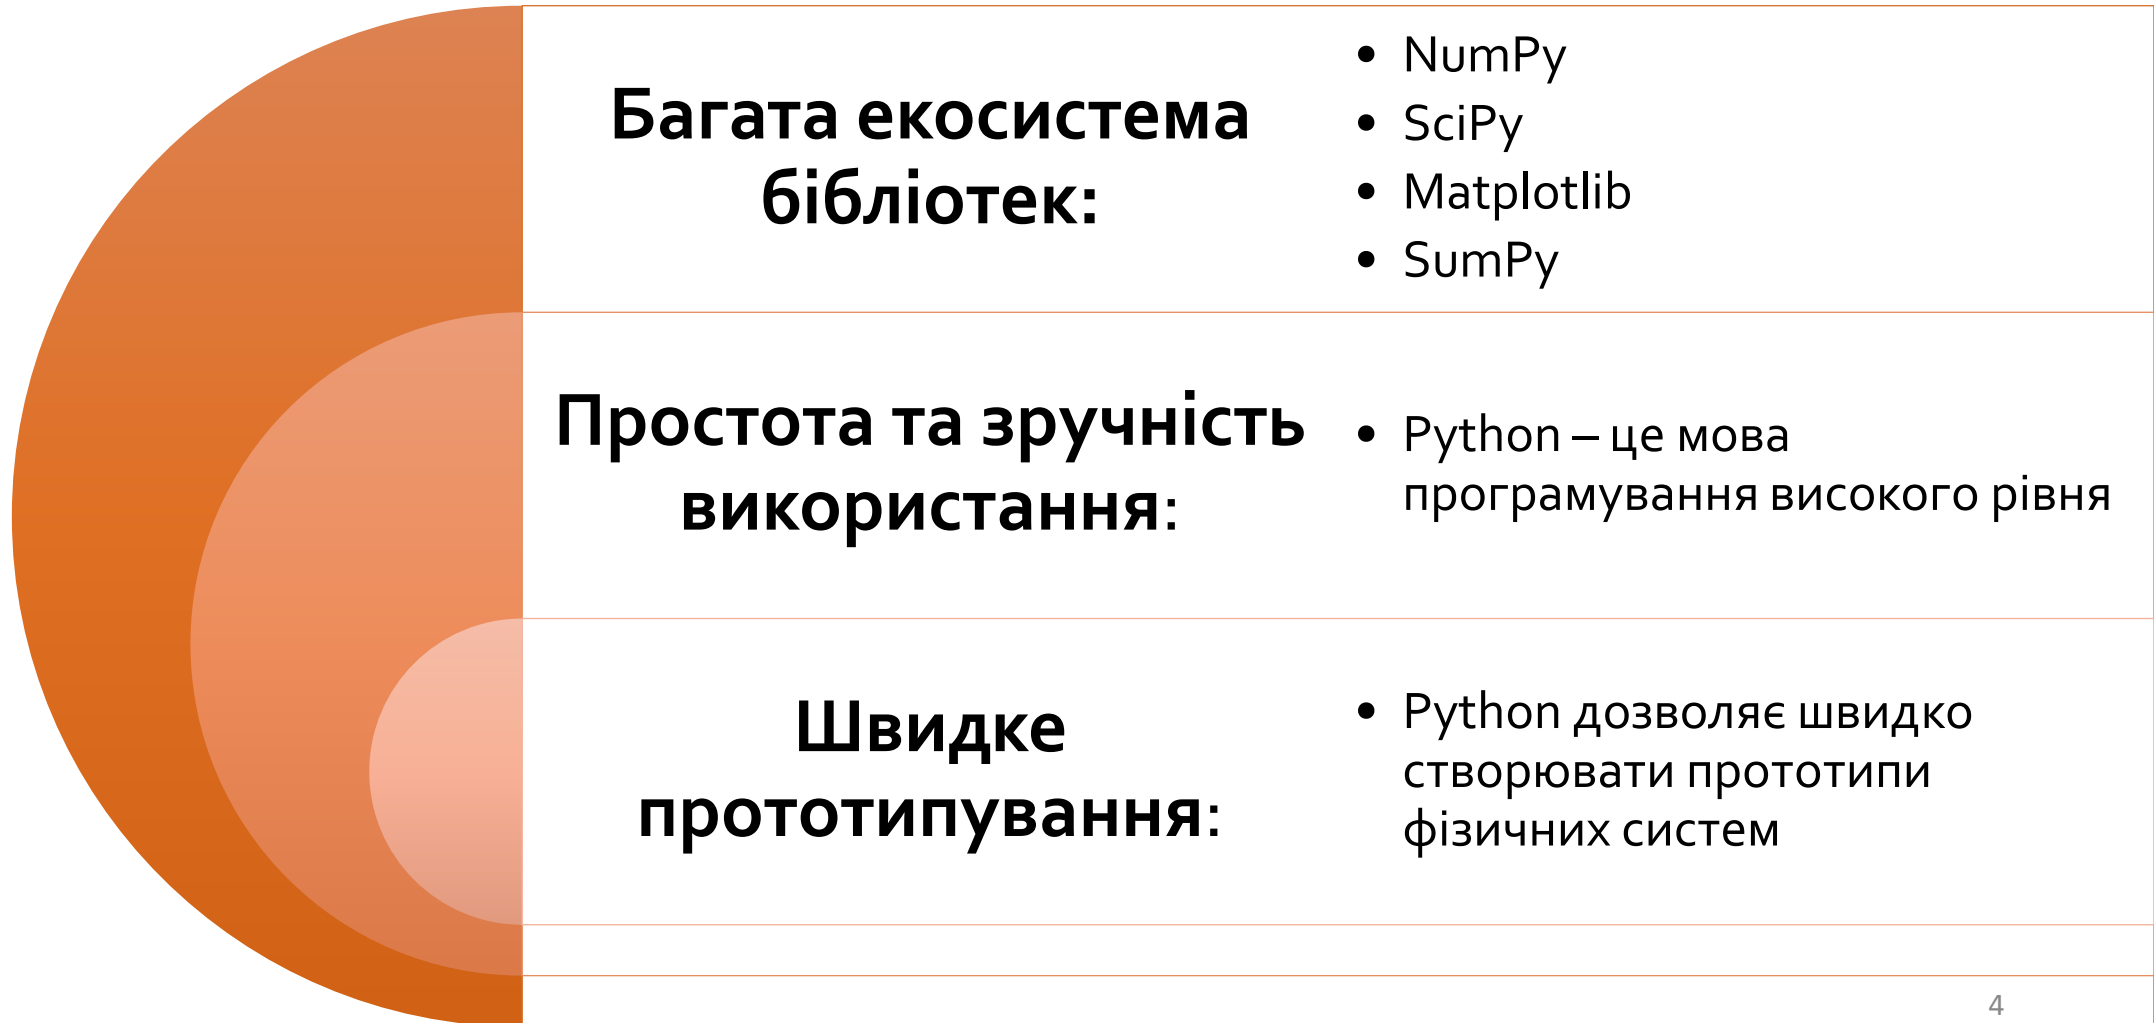 Багата екосистема
бібліотек:
• NumPy
• SciPy
• Matplotlib
• SumPy
Простота та зручність
використання:
• Python – це мова
програмування високого рівня
Швидке
прототипування:
• Python дозволяє швидко
створювати прототипи
фізичних систем
4